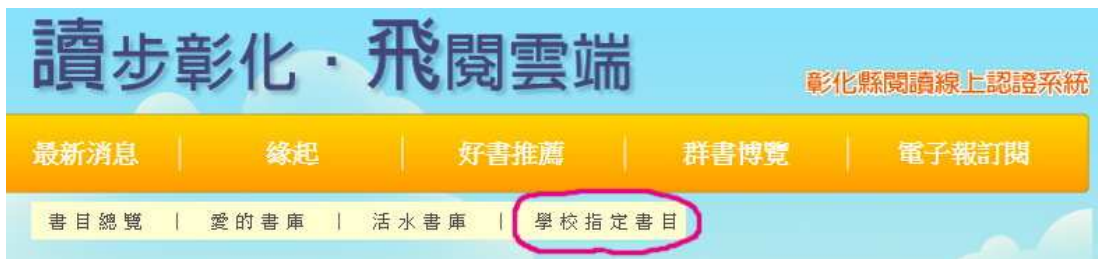 讀步彰化·飛閱雲端
彰化縣閱讀線上認證系統
最新消息 | 緣起 | 好書推薦 | 群書博覽 | 電子報訂閱
書目總覽 | 愛的書庫 | 活水書庫 | 學校指定書目